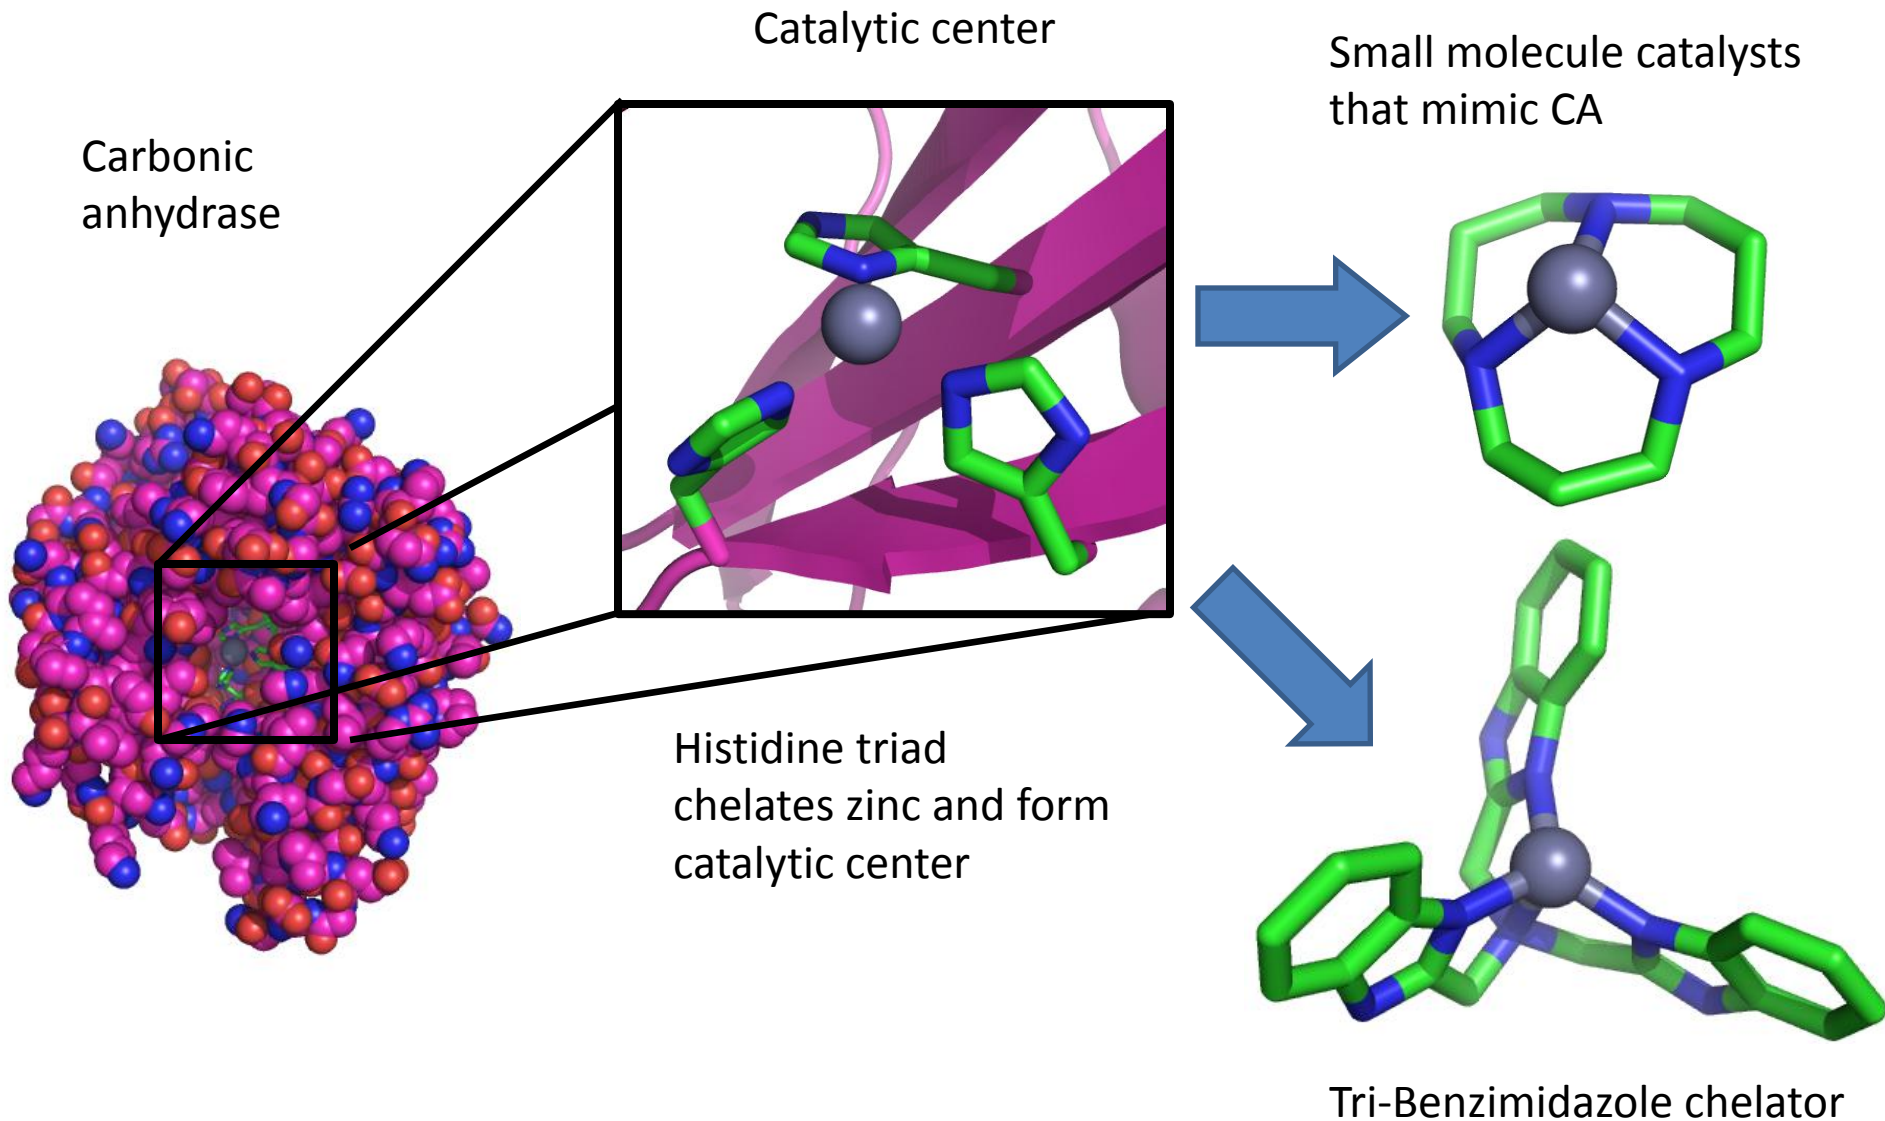 Catalytic center
Small molecule catalysts
that mimic CA
Carbonic
anhydrase
Histidine triad
chelates zinc and form
catalytic center
Tri-Benzimidazole chelator